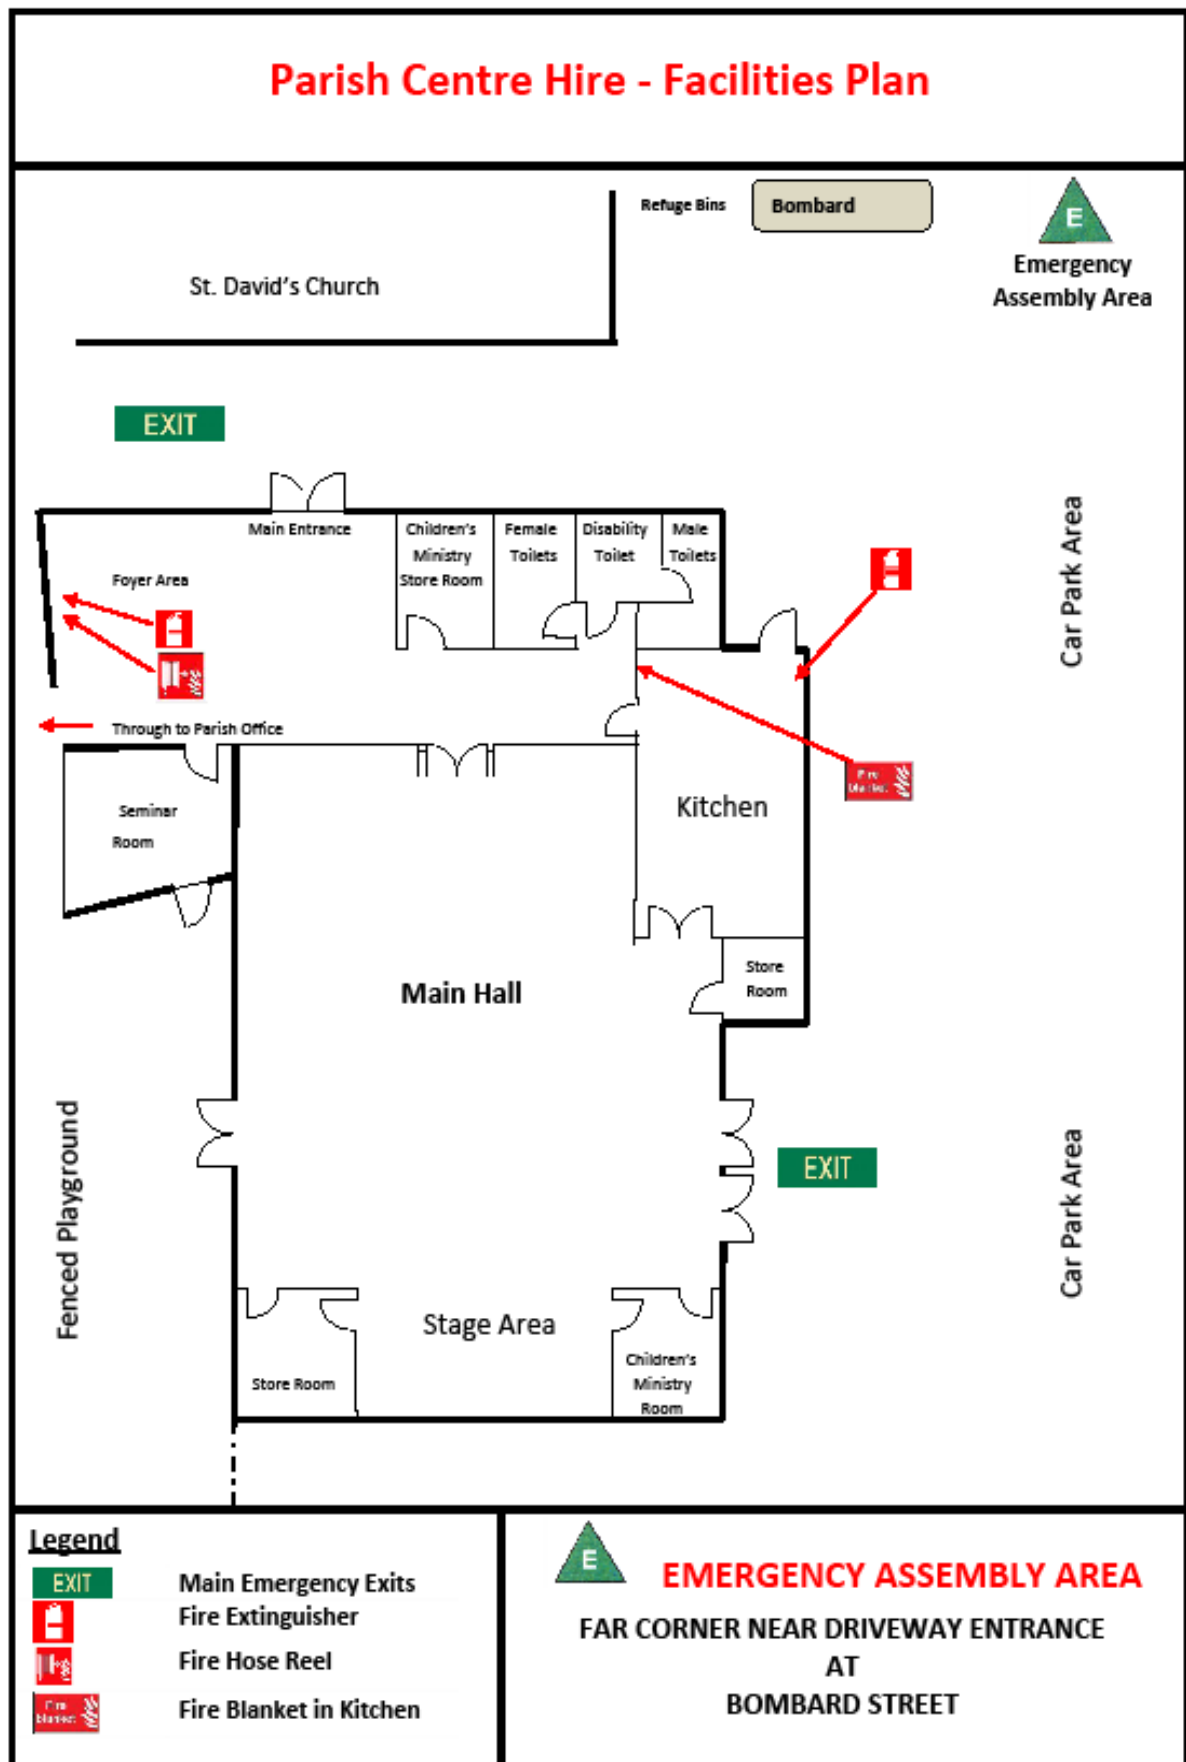 Parish Centre Hire - Facilities Plan
Refuge Bins
Bombard
E
Emergency
Assembly Area
St. David's Church
EXIT
Main Entrance
Children's
Ministry
Store Room
Female
Toilets
Disability
Toilet
Male
Toilets
Foyer Area
Car Park Area
Through to Parish Office
Fire
blanket
Kitchen
Seminar
Room
Store
Room
Main Hall
Fenced Playground
EXIT
Car Park Area
Stage Area
Store Room
Children's
Ministry
Room
Legend
EXIT
Main Emergency Exits
Fire Extinguisher
Fire Hose Reel
Fire
blanket
Fire Blanket in Kitchen
E
EMERGENCY ASSEMBLY AREA
FAR CORNER NEAR DRIVEWAY ENTRANCE
AT
BOMBARD STREET